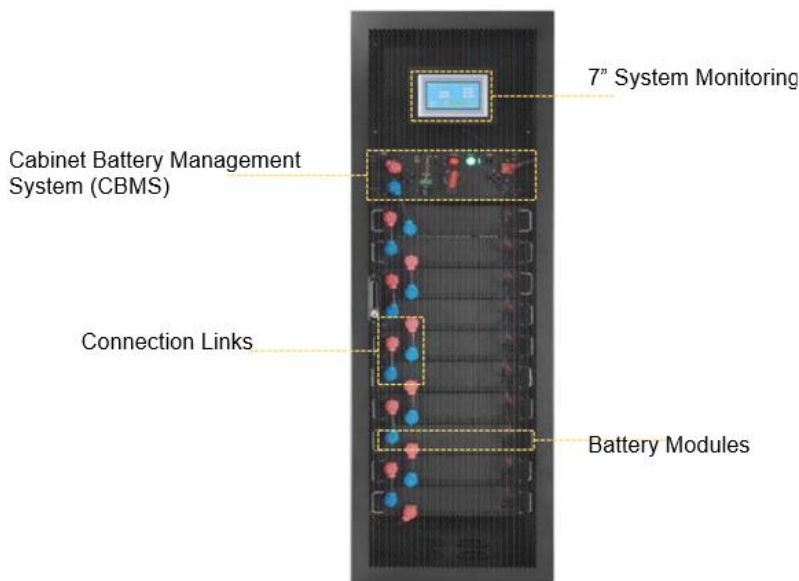 7” System Monitoring
Cabinet Battery Management
System (CBMS)
Connection Links
Battery Modules